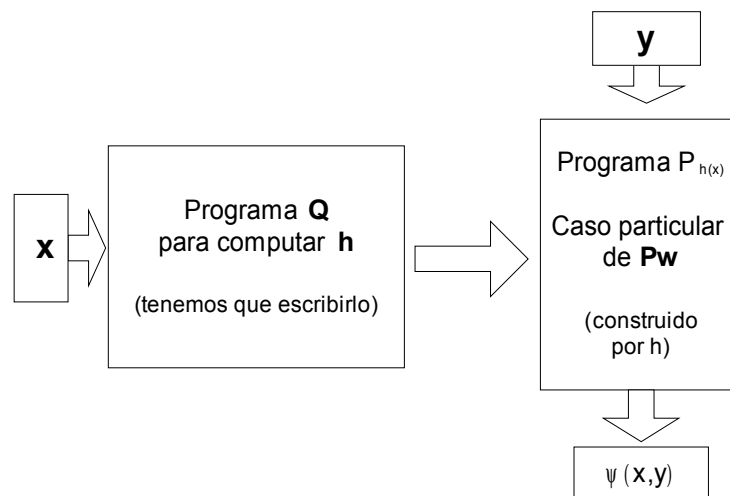 x
Programa Q
para computar h
(tenemos que escribirlo)
y
Programa P h(x)
Caso particular
de Pw
(construido
por h)
ψ (x,y)